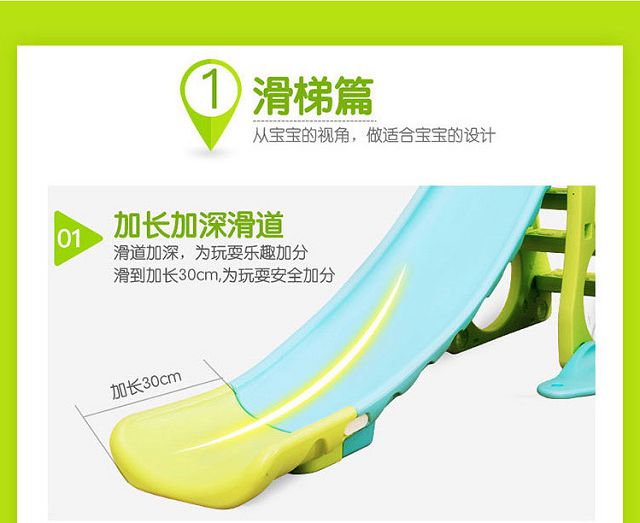 1
滑梯篇
从宝宝的视角，做适合宝宝的设计
01
加长加深滑道
滑道加深，为玩耍乐趣加分
滑到加长30cm,为玩耍安全加分
加长30cm